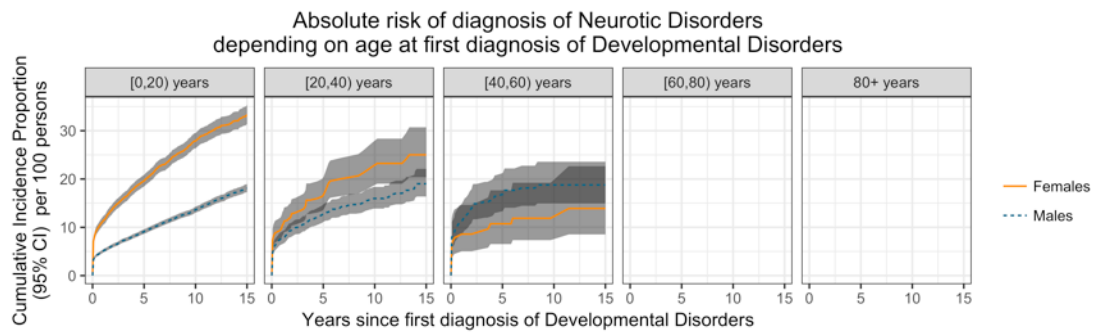 Absolute risk of diagnosis of Neurotic Disorders
depending on age at first diagnosis of Developmental Disorders
Cumulative Incidence Proportion
(95% CI)  per 100 persons
[0,20) years
[20,40) years
[40,60) years
[60,80) years
80+ years
30
20
10
0
0 5 10 15
0 5 10 15
0 5 10 15
0 5 10 15
0 5 10 15
Years since first diagnosis of Developmental Disorders
Females
Males